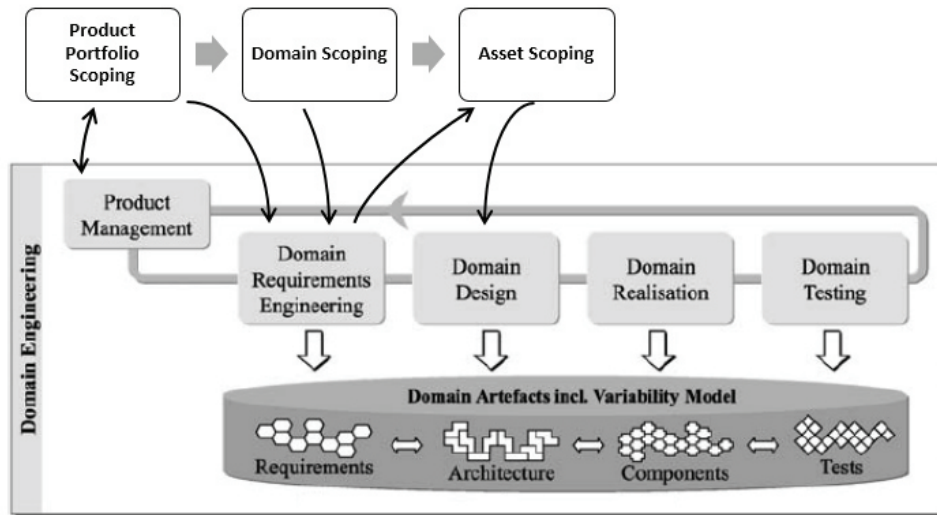 Product
Portfolio
Scoping
Domain Scoping
Asset Scoping
Domain Engineering
Product
Management
Domain
Requirements
Engineering
Domain
Design
Domain
Realisation
Domain
Testing
Domain Artefacts incl. Variability Model
Requirements
Architecture
Components
Tests